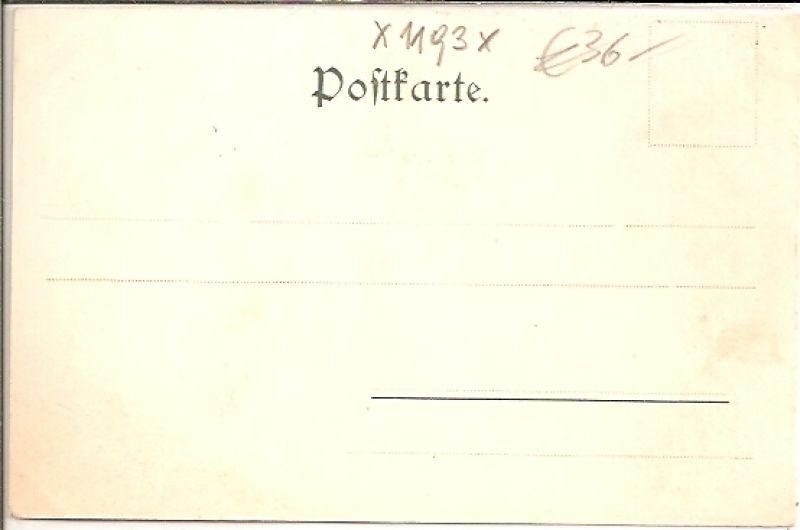 x 1193 x
€36-
Poſtkarte.